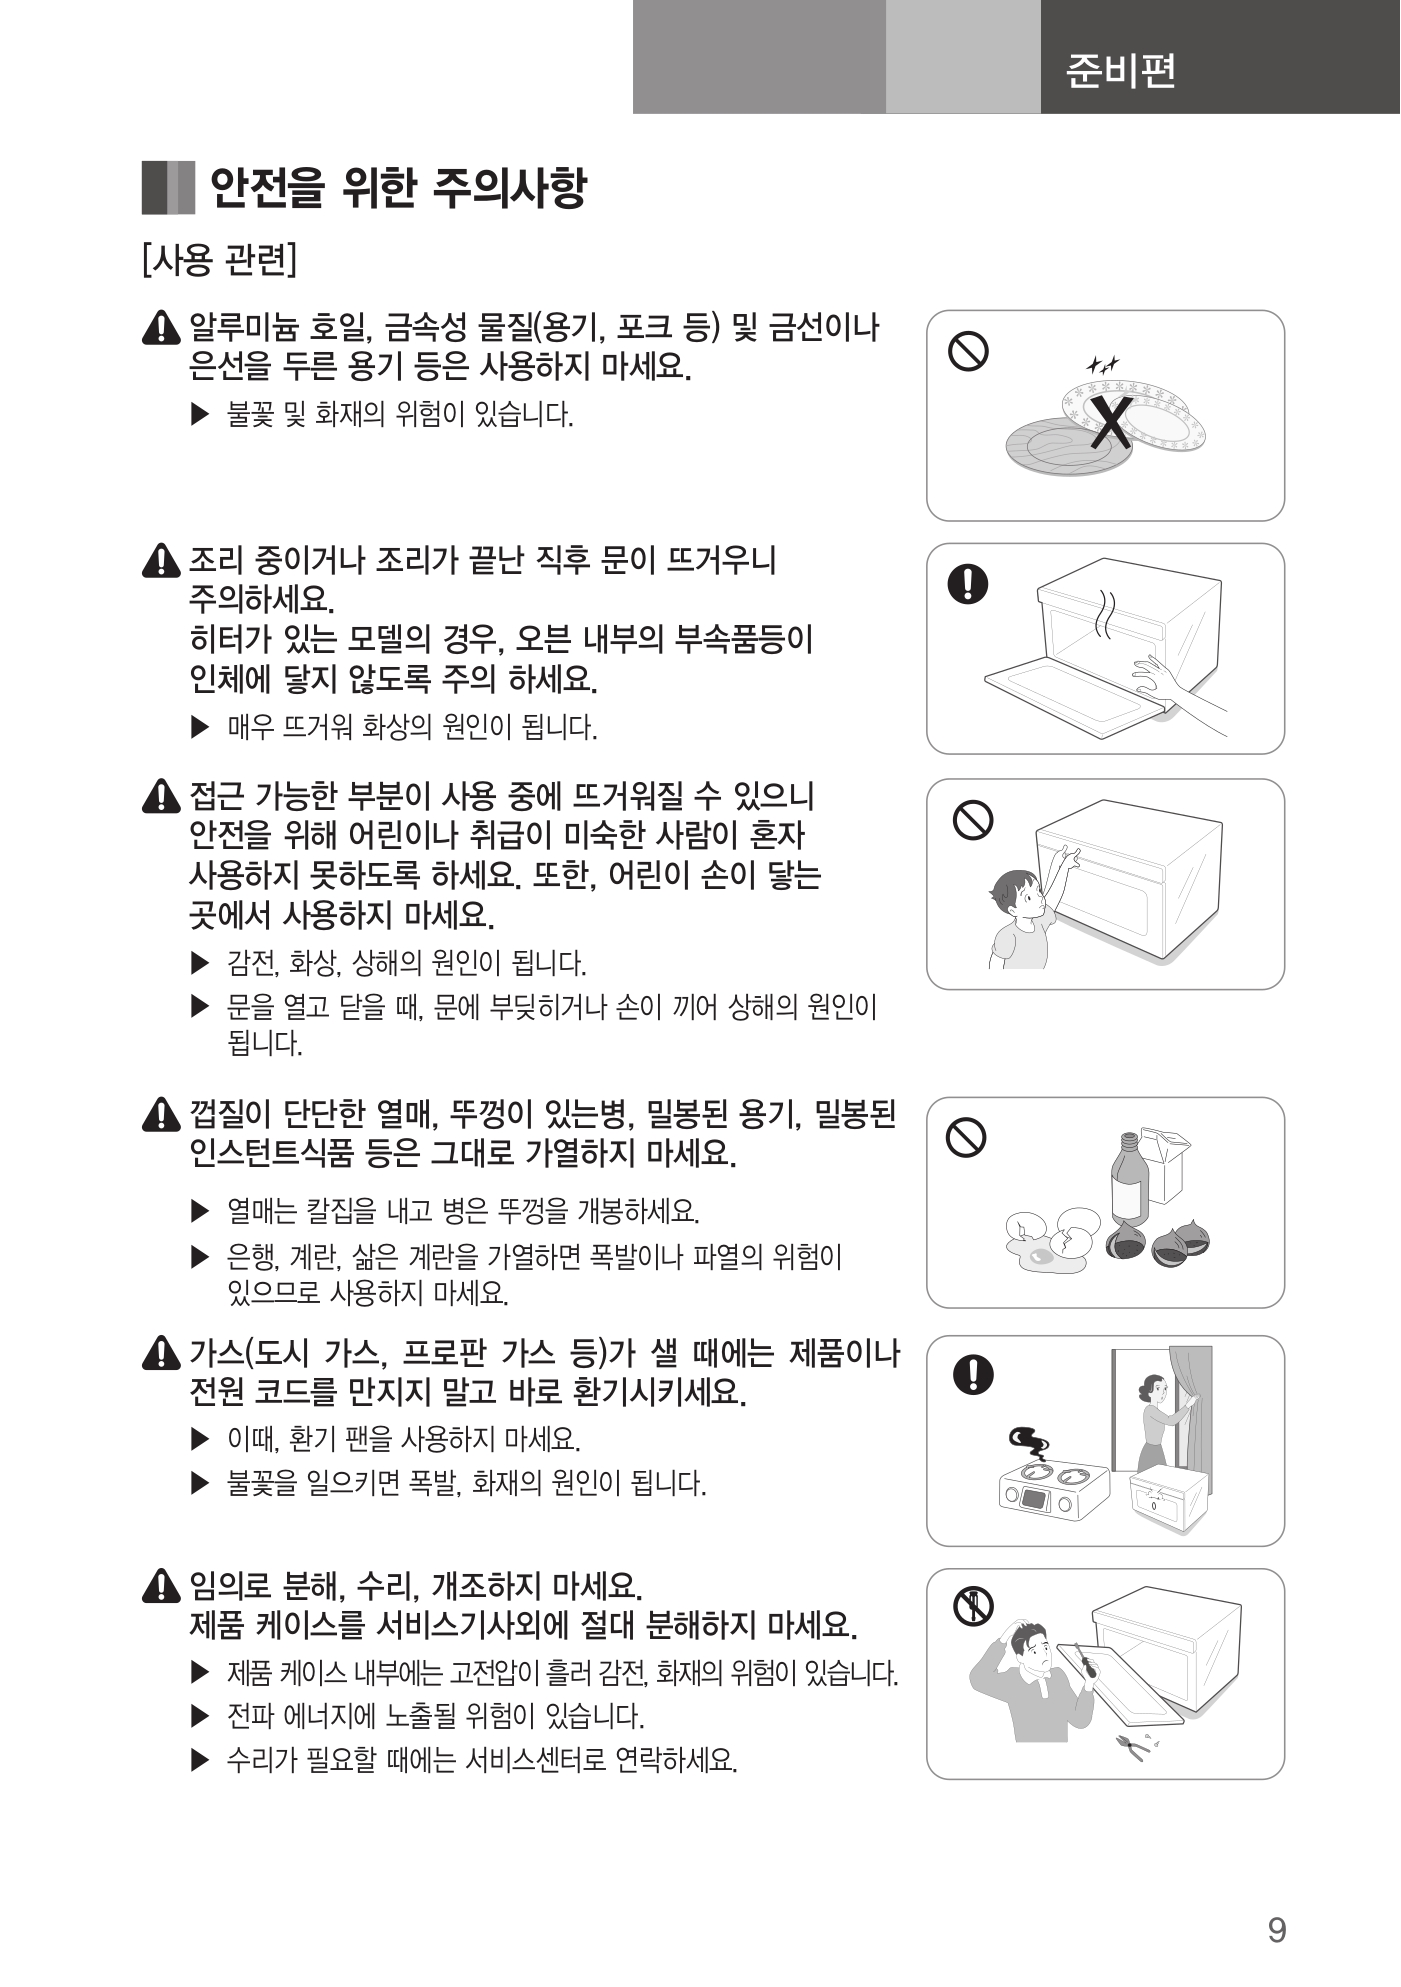 준비편
안전을 위한 주의사항
[사용 관련]
알루미늄 호일, 금속성 물질(용기, 포크 등) 및 금선이나
은선을 두른 용기 등은 사용하지 마세요.
▶ 불꽃 및 화재의 위험이 있습니다.
조리 중이거나 조리가 끝난 직후 문이 뜨거우니
주의하세요.
히터가 있는 모델의 경우, 오븐 내부의 부속품등이
인체에 닿지 않도록 주의 하세요.
▶ 매우 뜨거워 화상의 원인이 됩니다.
접근 가능한 부분이 사용 중에 뜨거워질 수 있으니
안전을 위해 어린이나 취급이 미숙한 사람이 혼자
사용하지 못하도록 하세요. 또한, 어린이 손이 닿는
곳에서 사용하지 마세요.
▶ 감전, 화상, 상해의 원인이 됩니다.
▶ 문을 열고 닫을 때, 문에 부딪히거나 손이 끼어 상해의 원인이
됩니다.
껍질이 단단한 열매, 뚜껑이 있는병, 밀봉된 용기, 밀봉된
인스턴트식품 등은 그대로 가열하지 마세요.
▶ 열매는 칼집을 내고 병은 뚜껑을 개봉하세요.
▶ 은행, 계란, 삶은 계란을 가열하면 폭발이나 파열의 위험이
있으므로 사용하지 마세요.
가스(도시 가스, 프로판 가스 등)가 샐 때에는 제품이나
전원 코드를 만지지 말고 바로 환기시키세요.
▶ 이때, 환기 팬을 사용하지 마세요.
▶ 불꽃을 일으키면 폭발, 화재의 원인이 됩니다.
임의로 분해, 수리, 개조하지 마세요.
제품 케이스를 서비스기사외에 절대 분해하지 마세요.
▶ 제품 케이스 내부에는 고전압이 흘러 감전, 화재의 위험이 있습니다.
▶ 전파 에너지에 노출될 위험이 있습니다.
▶ 수리가 필요할 때에는 서비스센터로 연락하세요.
9